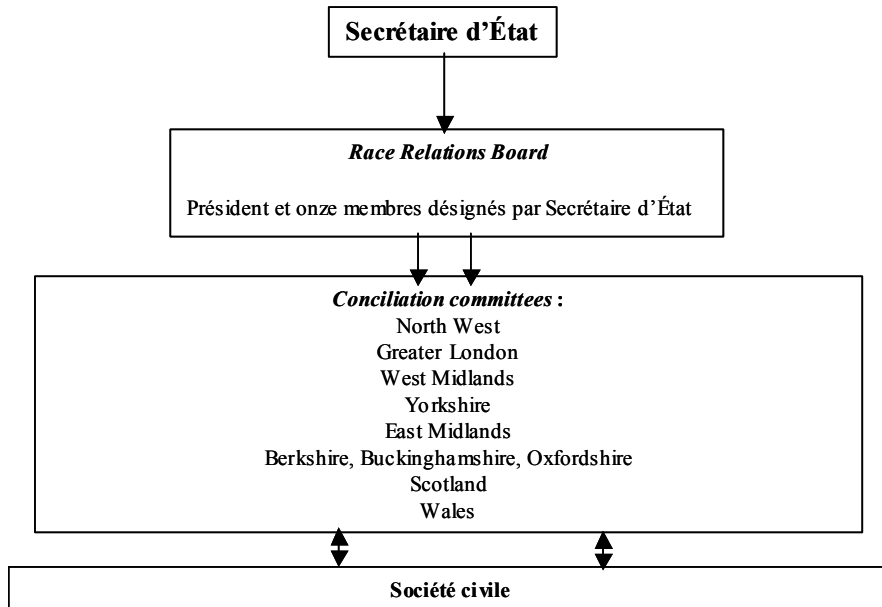 Secrétaire d'État
Race Relations Board
Président et onze membres désignés par Secrétaire d'État
Conciliation committees :
North West
Greater London
West Midlands
Yorkshire
East Midlands
Berkshire, Buckinghamshire, Oxfordshire
Scotland
Wales
Société civile